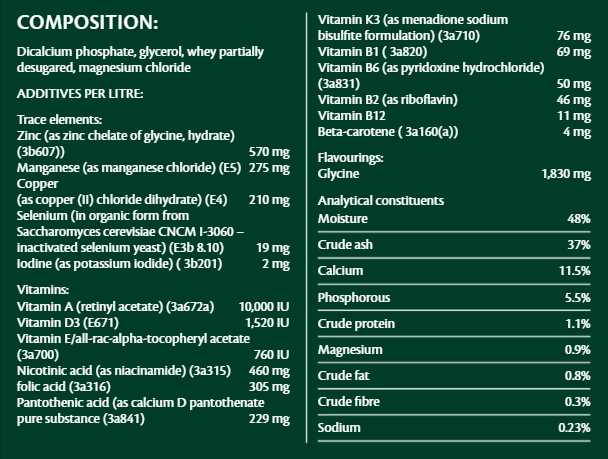 COMPOSITION:
Dicalcium phosphate, glycerol, whey partially
desugared, magnesium chloride
ADDITIVES PER LITRE:
Trace elements:
Zinc (as zinc chelate of glycine, hydrate)
(3b607)) 570 mg
Manganese (as manganese chloride) (E5) 275 mg
Copper
(as copper (II) chloride dihydrate) (E4) 210 mg
Selenium (in organic form from
Saccharomyces cerevisiae CNCM I-3060 –
inactivated selenium yeast) (E3b 8.10) 19 mg
Iodine (as potassium iodide) ( 3b201) 2 mg
Vitamins:
Vitamin A (retinyl acetate) (3a672a) 10,000 IU
Vitamin D3 (E671) 1,520 IU
Vitamin E/all-rac-alpha-tocopheryl acetate
(3a700) 760 IU
Nicotinic acid (as niacinamide) (3a315) 460 mg
folic acid (3a316) 305 mg
Pantothenic acid (as calcium D pantothenate
pure substance (3a841) 229 mg
Vitamin K3 (as menadione sodium
bisulfite formulation) (3a710) 76 mg
Vitamin B1 ( 3a820) 69 mg
Vitamin B6 (as pyridoxine hydrochloride)
(3a831) 50 mg
Vitamin B2 (as riboflavin) 46 mg
Vitamin B12 11 mg
Beta-carotene ( 3a160(a)) 4 mg
Flavourings:
Glycine 1,830 mg
Analytical constituents
Moisture 48%
Crude ash 37%
Calcium 11.5%
Phosphorous 5.5%
Crude protein 1.1%
Magnesium 0.9%
Crude fat 0.8%
Crude fibre 0.3%
Sodium 0.23%